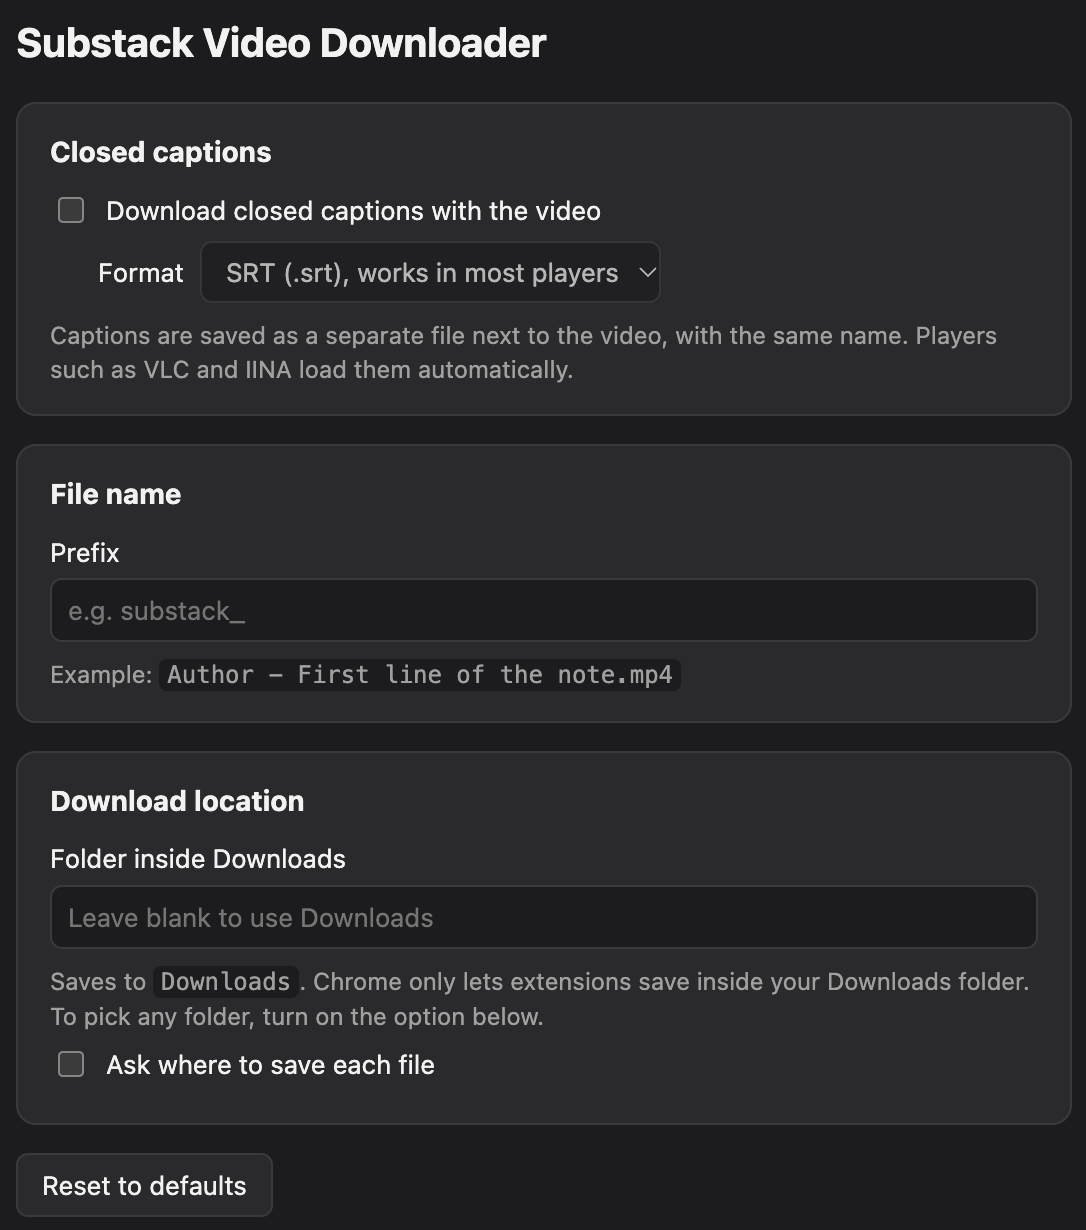 Substack Video Downloader
Closed captions
Download closed captions with the video
Format
SRT (.srt), works in most players
Captions are saved as a separate file next to the video, with the same name. Players
such as VLC and IINA load them automatically.
File name
Prefix
e.g. substack_
Example: Author – First line of the note.mp4
Download location
Folder inside Downloads
Leave blank to use Downloads
Saves to Downloads. Chrome only lets extensions save inside your Downloads folder.
To pick any folder, turn on the option below.
Ask where to save each file
Reset to defaults